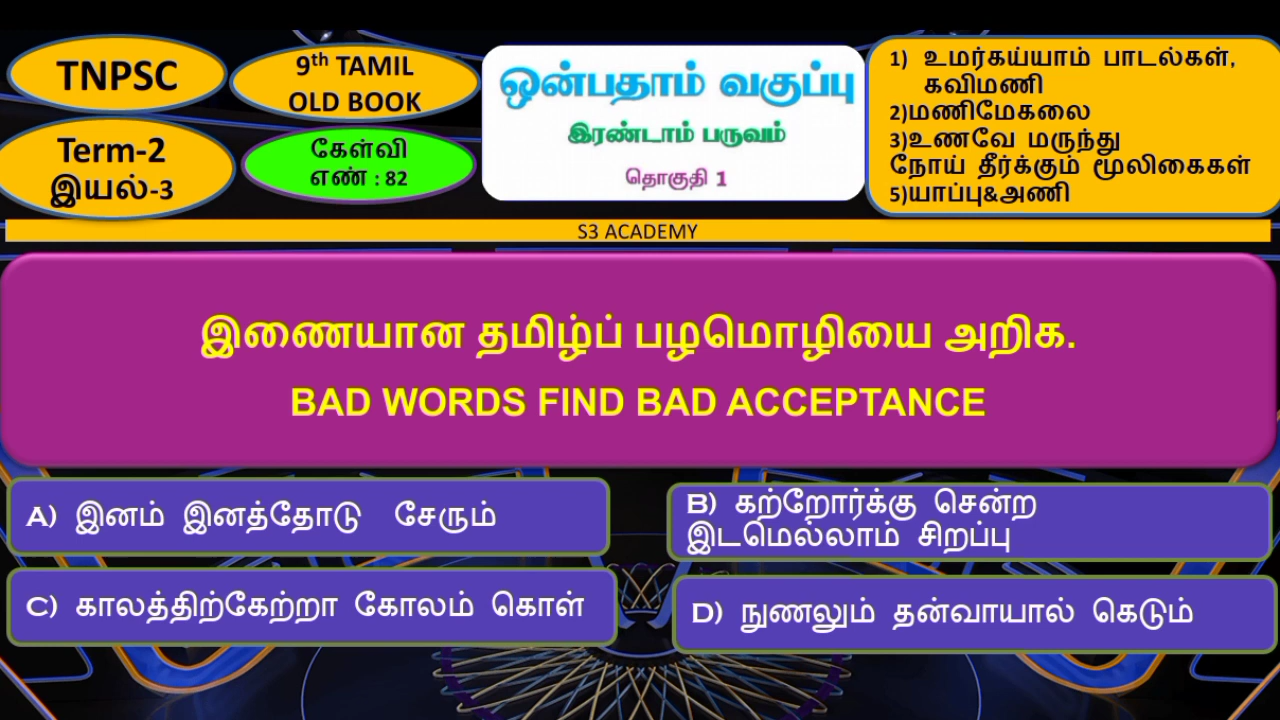 TNPSC
9th TAMIL
OLD BOOK
Term-2
இயல்-3
கேள்வி
எண் : 82
ஒன்பதாம் வகுப்பு
இரண்டாம் பருவம்
தொகுதி 1
1) உமர்கய்யாம் பாடல்கள்,
கவிமணி
2)மணிமேகலை
3)உணவே மருந்து
நோய் தீர்க்கும் மூலிகைகள்
5)யாப்பு&அணி
S3 ACADEMY
இணையான தமிழ்ப் பழமொழியை அறிக.
BAD WORDS FIND BAD ACCEPTANCE
A) இனம் இனத்தோடு சேரும்
B) கற்றோர்க்கு சென்ற
இடமெல்லாம் சிறப்பு
C) காலத்திற்கேற்றா கோலம் கொள்
D) நுணலும் தன்வாயால் கெடும்